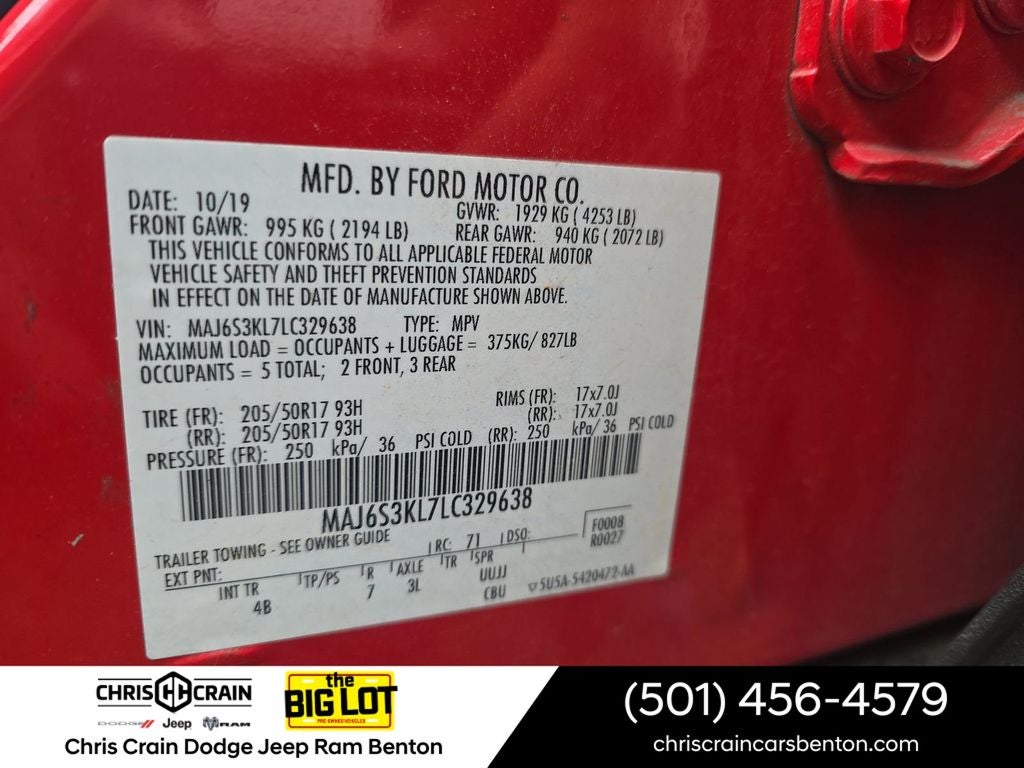 MFD. BY FORD MOTOR CO.
DATE: 10/19 GVWR: 1929 KG ( 4253 LB)
FRONT GAWR: 995 KG ( 2194 LB) REAR GAWR: 940 KG ( 2072 LB)
THIS VEHICLE CONFORMS TO ALL APPLICABLE FEDERAL MOTOR
VEHICLE SAFETY AND THEFT PREVENTION STANDARDS
IN EFFECT ON THE DATE OF MANUFACTURE SHOWN ABOVE.
VIN: MAJ6S3KL7LC329638 TYPE: MPV
MAXIMUM LOAD = OCCUPANTS + LUGGAGE = 375KG/ 827LB
OCCUPANTS = 5 TOTAL; 2 FRONT, 3 REAR
TIRE (FR): 205/50R17 93H RIMS (FR): 17x7.0J
(RR): 205/50R17 93H (RR): 17x7.0J
PRESSURE (FR): 250 kPa/ 36 PSI COLD (RR): 250 kPa/ 36 PSI COLD
MAJ6S3KL7LC329638
TRAILER TOWING - SEE OWNER GUIDE
F0008
R0027
EXT PNT: RC: 71 DSO:
INT TR TP/PS R AXLE TR SPR
4B 7 3L UUJJ
CBU 5U5A-5420472-AA
CHRIS CRAIN
DODGE Jeep RAM
the
BIG LOT
PRE-OWNED VEHICLES
Chris Crain Dodge Jeep Ram Benton
(501) 456-4579
chriscraincarsbenton.com